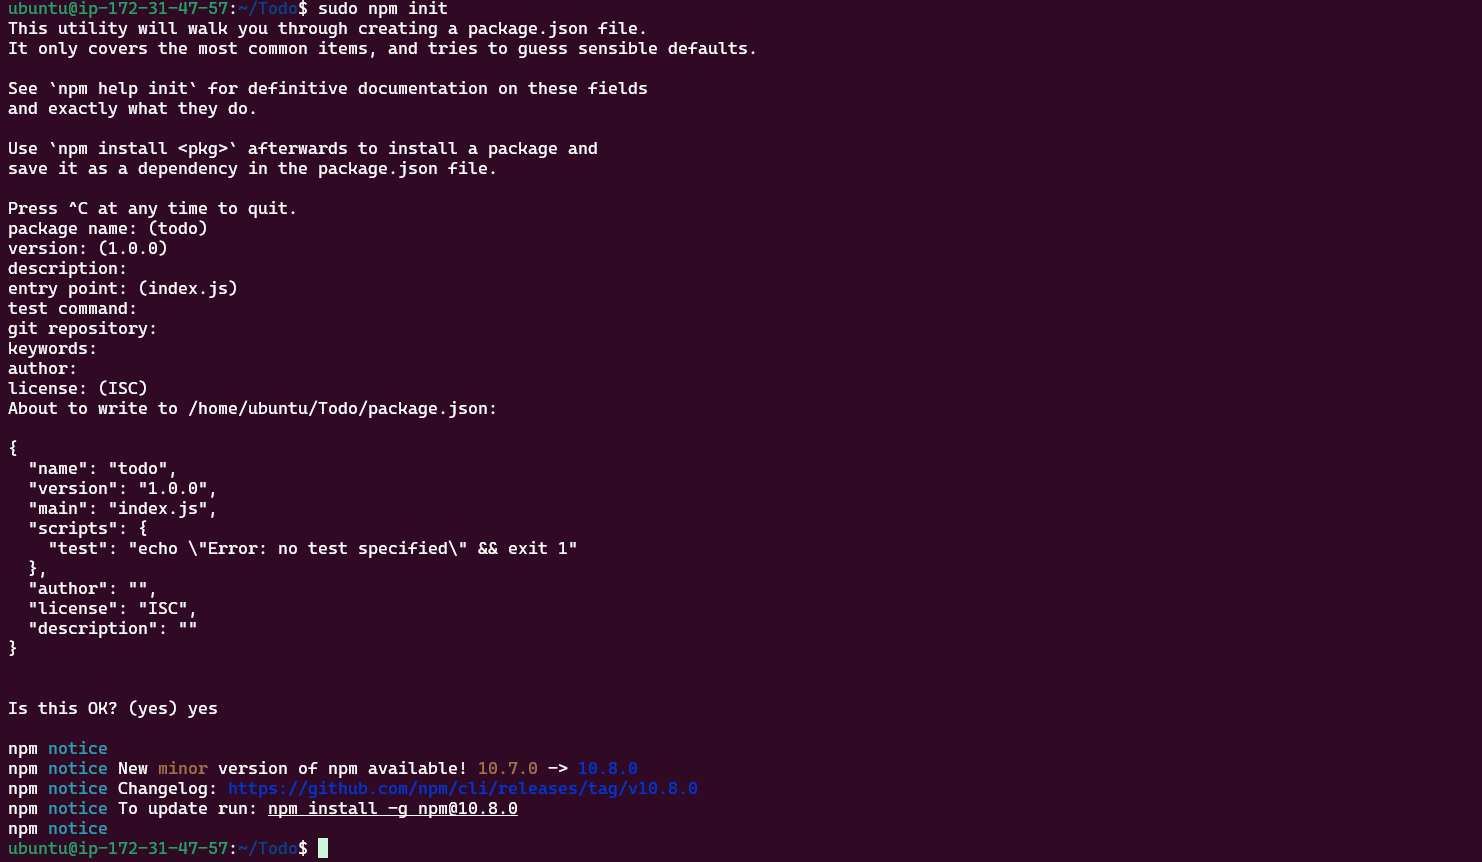 ubuntu@ip-172-31-47-57:~/Todo$ sudo npm init
This utility will walk you through creating a package.json file.
It only covers the most common items, and tries to guess sensible defaults.
See `npm help init` for definitive documentation on these fields
and exactly what they do.
Use `npm install <pkg>` afterwards to install a package and
save it as a dependency in the package.json file.
Press ^C at any time to quit.
package name: (todo)
version: (1.0.0)
description:
entry point: (index.js)
test command:
git repository:
keywords:
author:
license: (ISC)
About to write to /home/ubuntu/Todo/package.json:
{
  "name": "todo",
  "version": "1.0.0",
  "main": "index.js",
  "scripts": {
    "test": "echo \"Error: no test specified\" && exit 1"
  },
  "author": "",
  "license": "ISC",
  "description": ""
}
Is this OK? (yes) yes
npm notice
npm notice New minor version of npm available! 10.7.0 -> 10.8.0
npm notice Changelog: https://github.com/npm/cli/releases/tag/v10.8.0
npm notice To update run: npm install -g npm@10.8.0
npm notice
ubuntu@ip-172-31-47-57:~/Todo$